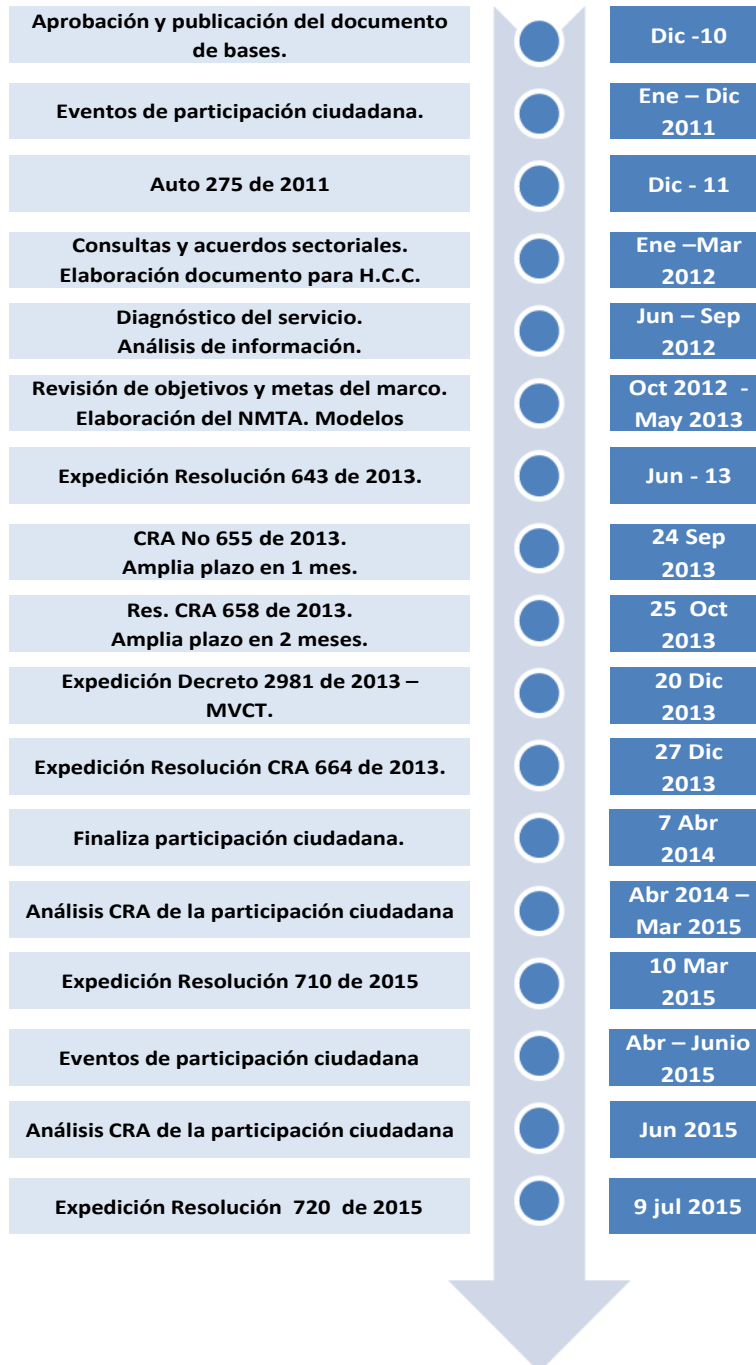 Aprobación y publicación del documento
de bases.
Dic -10
Eventos de participación ciudadana.
Ene – Dic
2011
Auto 275 de 2011
Dic - 11
Consultas y acuerdos sectoriales.
Elaboración documento para H.C.C.
Ene –Mar
2012
Diagnóstico del servicio.
Análisis de información.
Jun – Sep
2012
Revisión de objetivos y metas del marco.
Elaboración del NMTA. Modelos
Oct 2012 -
May 2013
Expedición Resolución 643 de 2013.
Jun - 13
CRA No 655 de 2013.
Amplia plazo en 1 mes.
24 Sep
2013
Res. CRA 658 de 2013.
Amplia plazo en 2 meses.
25 Oct
2013
Expedición Decreto 2981 de 2013 –
MVCT.
20 Dic
2013
Expedición Resolución CRA 664 de 2013.
27 Dic
2013
Finaliza participación ciudadana.
7 Abr
2014
Análisis CRA de la participación ciudadana
Abr 2014 –
Mar 2015
Expedición Resolución 710 de 2015
10 Mar
2015
Eventos de participación ciudadana
Abr – Junio
2015
Análisis CRA de la participación ciudadana
Jun 2015
Expedición Resolución 720 de 2015
9 jul 2015